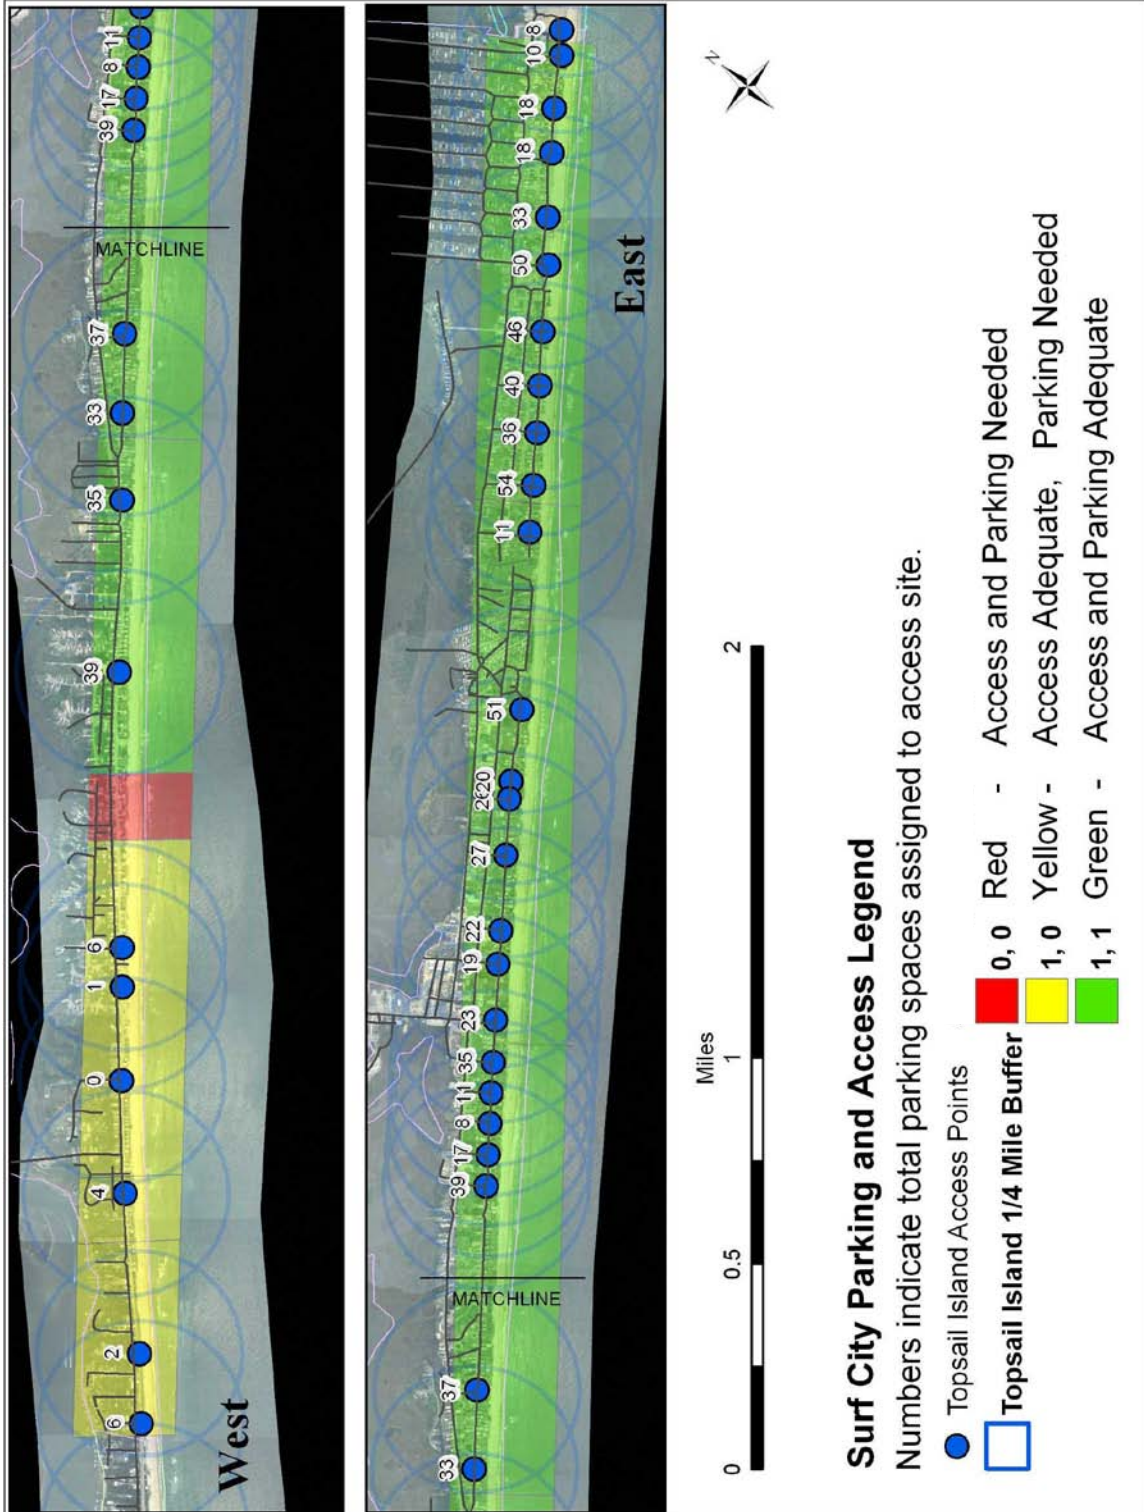 6 2 4 0 1 6 39 35 33 37 39 17 8 11
MATCHLINE
West
33 37 39 17 8 11 35 23 19 22 27 20 51 11 54 36 40 46 50 33 18 18 10 8
MATCHLINE
East
N
Miles
0 0.5 1 2
Surf City Parking and Access Legend
Numbers indicate total parking spaces assigned to access site.
Topsail Island Access Points
Topsail Island 1/4 Mile Buffer
0, 0 Red - Access and Parking Needed
1, 0 Yellow - Access Adequate, Parking Needed
1, 1 Green - Access and Parking Adequate